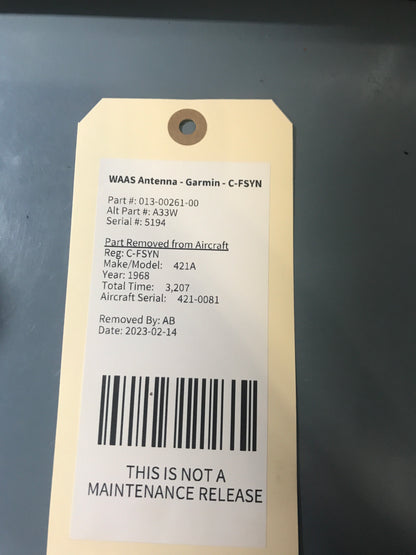 WAAS Antenna - Garmin - C-FSYN
Part #: 013-00261-00
Alt Part #: A33W
Serial #: 5194
Part Removed from Aircraft
Reg: C-FSYN
Make/Model: 421A
Year: 1968
Total Time: 3,207
Aircraft Serial: 421-0081
Removed By: AB
Date: 2023-02-14
THIS IS NOT A
MAINTENANCE RELEASE